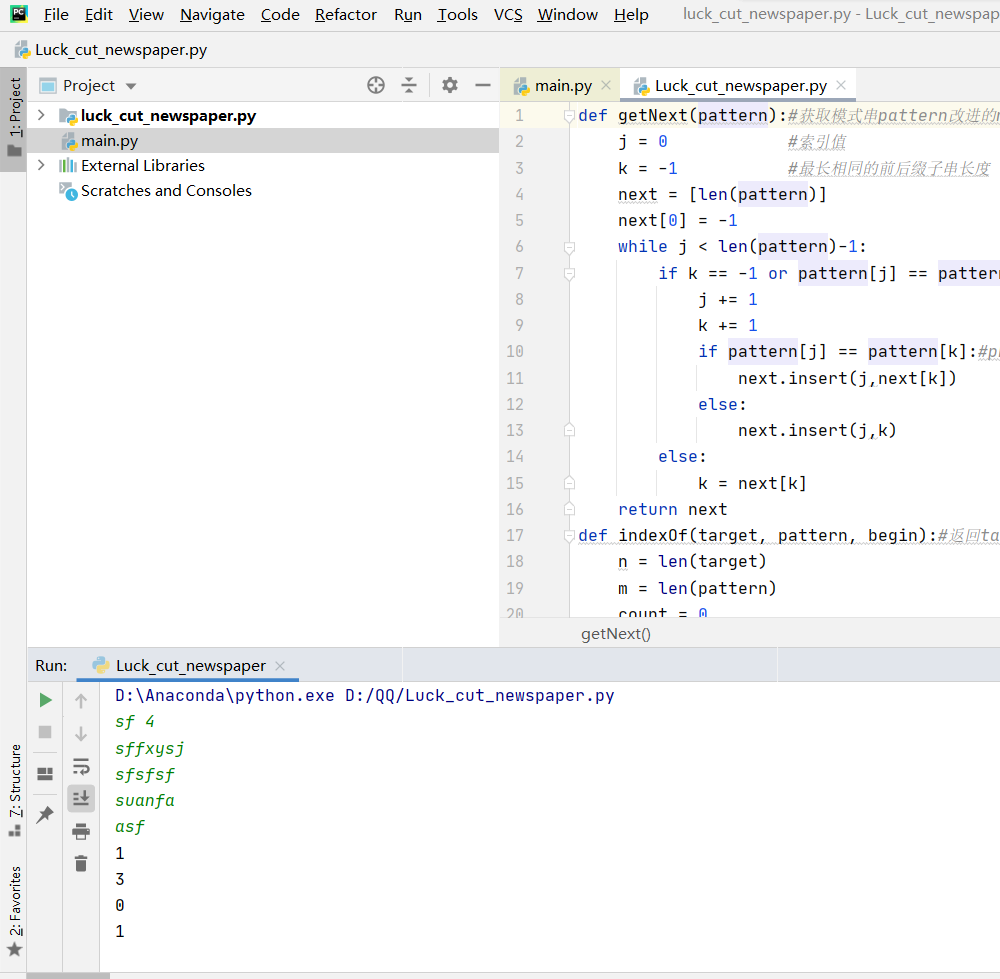 File Edit View Navigate Code Refactor Run Tools VCS Window Help luck_cut_newspaper.py - Luck_cut_newspap
Luck_cut_newspaper.py
1: Project
Project
main.py
Luck_cut_newspaper.py
luck_cut_newspaper.py
main.py
External Libraries
Scratches and Consoles
1 def getNext(pattern):#获取模式串pattern改进的n
2 j = 0 #索引值
3 k = -1 #最长相同的前后缀子串长度
4 next = [len(pattern)]
5 next[0] = -1
6 while j < len(pattern)-1:
7 if k == -1 or pattern[j] == pattern
8 j += 1
9 k += 1
10 if pattern[j] == pattern[k]:#p
11 next.insert(j,next[k])
12 else:
13 next.insert(j,k)
14 else:
15 k = next[k]
16 return next
17 def indexOf(target, pattern, begin):#返回ta
18 n = len(target)
19 m = len(pattern)
20 count = 0
getNext()
Run: Luck_cut_newspaper
D:\Anaconda\python.exe D:/QQ/Luck_cut_newspaper.py
sf 4
sffxysj
sfsfsf
suanfa
asf
1
3
0
1
7: Structure
2: Favorites